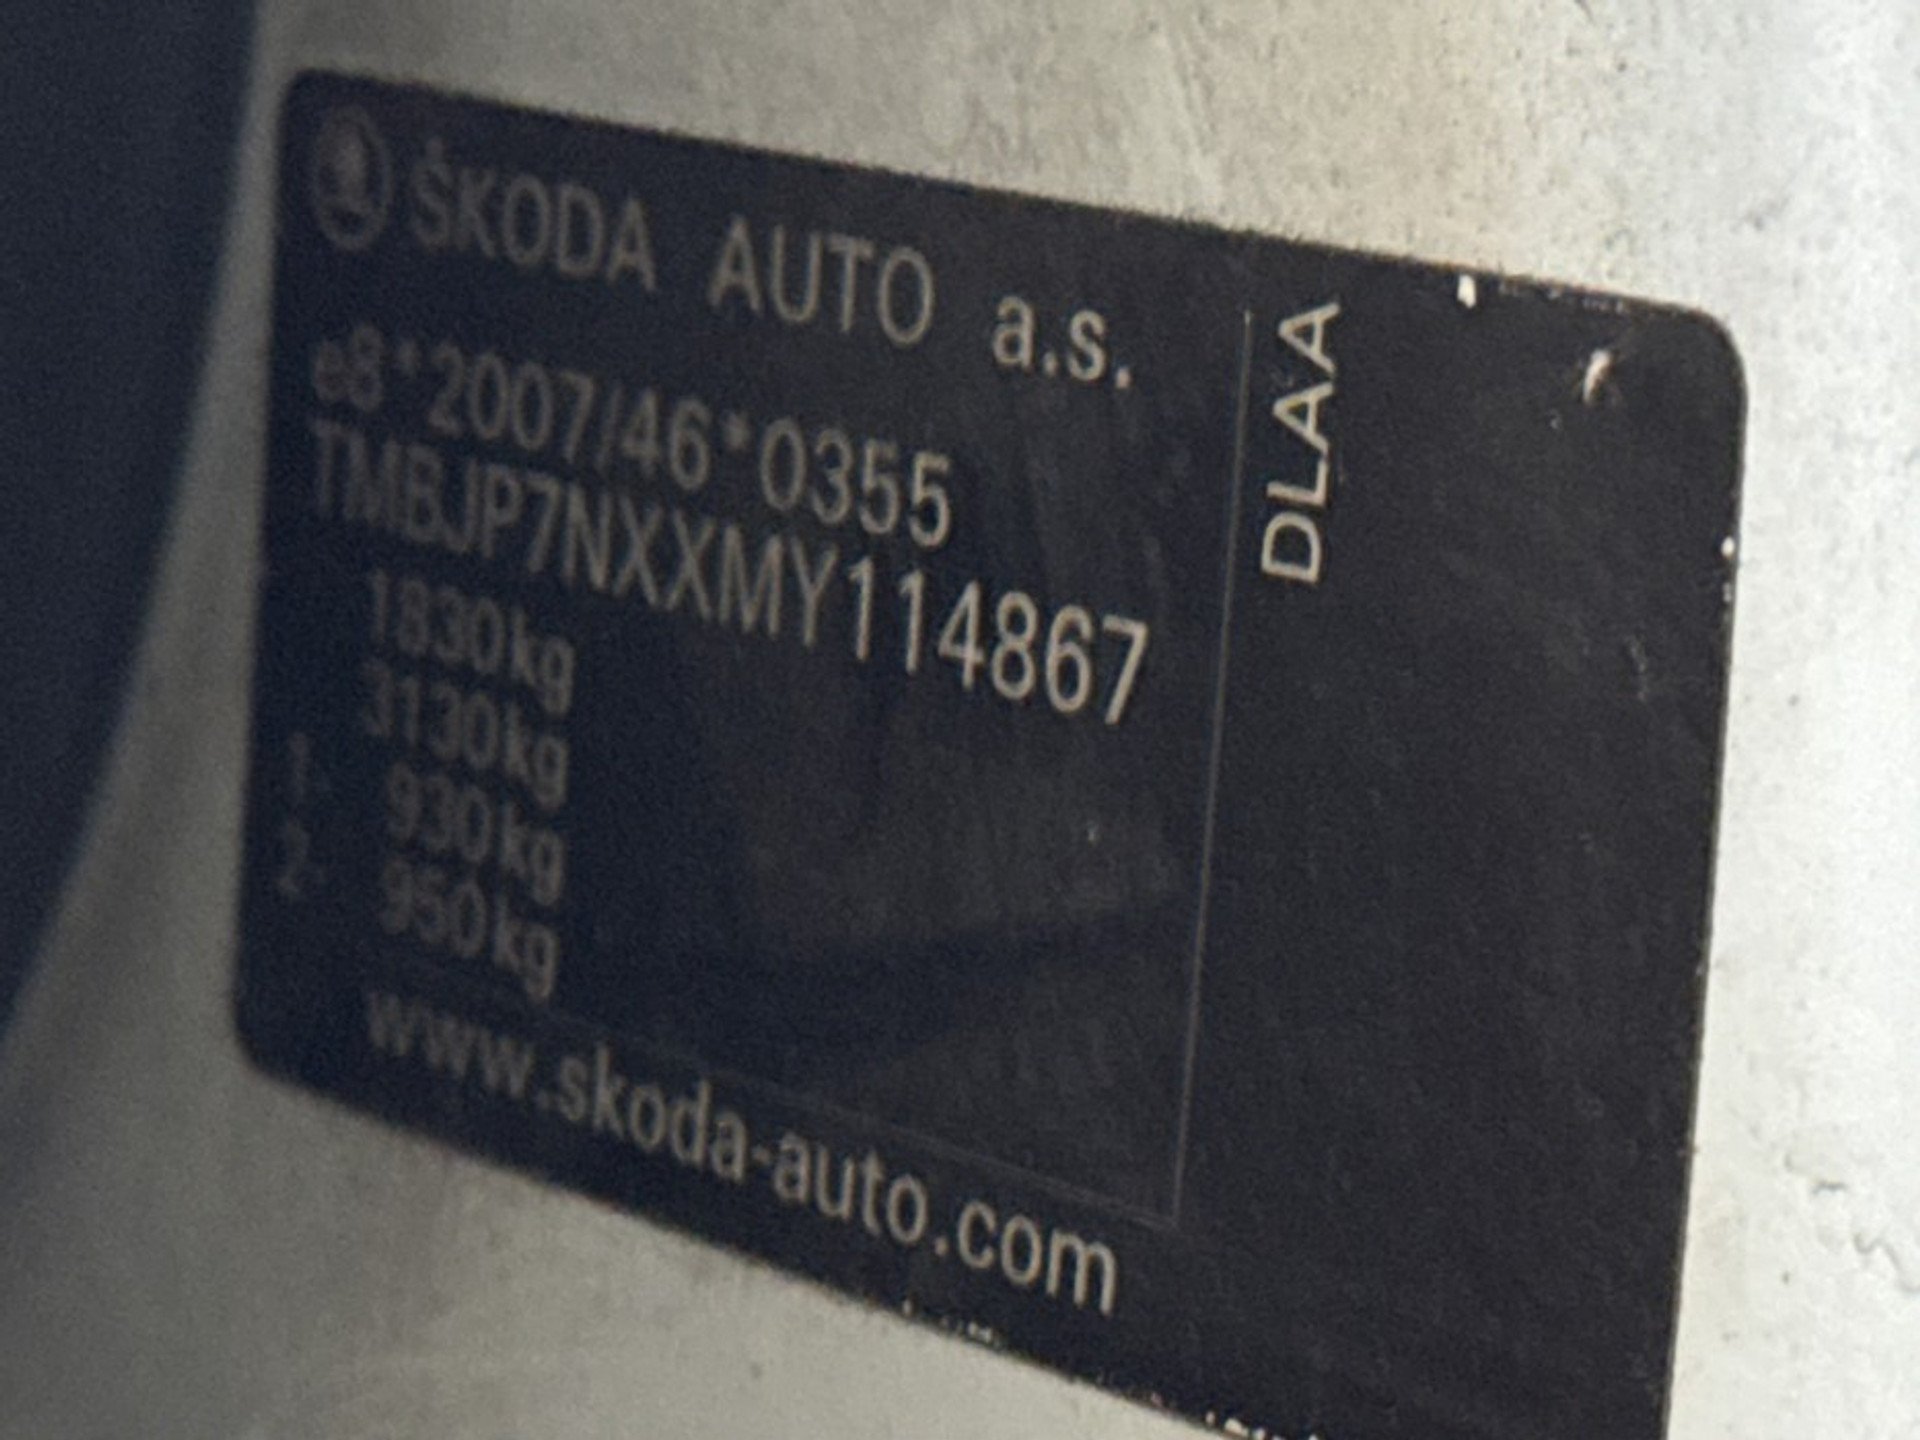 ŠKODA AUTO a.s.
e8*2007/46*0355
TMBJP7NXXMY114867
1830kg
3130kg
1- 930kg
2- 950kg
www.skoda-auto.com
DLAA